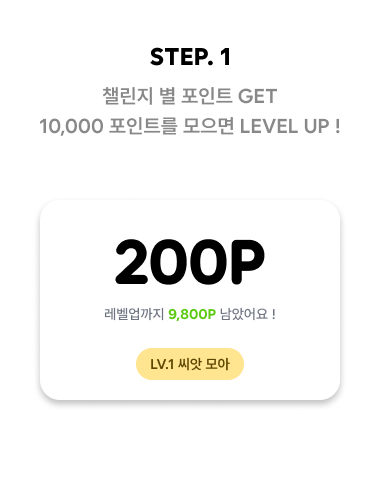 STEP. 1
챌린지 별 포인트 GET
10,000 포인트를 모으면 LEVEL UP !
200P
레벨업까지 9,800P 남았어요 !
LV.1 씨앗 모아